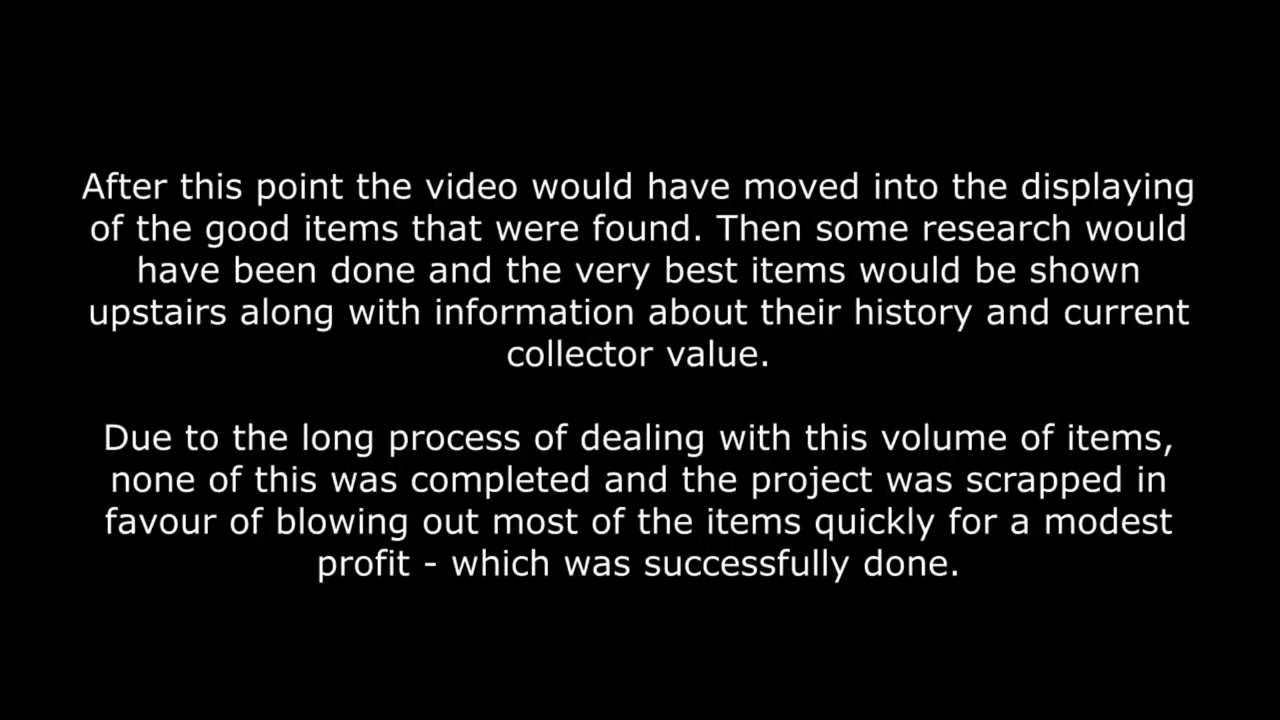 After this point the video would have moved into the displaying
of the good items that were found. Then some research would
have been done and the very best items would be shown
upstairs along with information about their history and current
collector value.
Due to the long process of dealing with this volume of items,
none of this was completed and the project was scrapped in
favour of blowing out most of the items quickly for a modest
profit - which was successfully done.